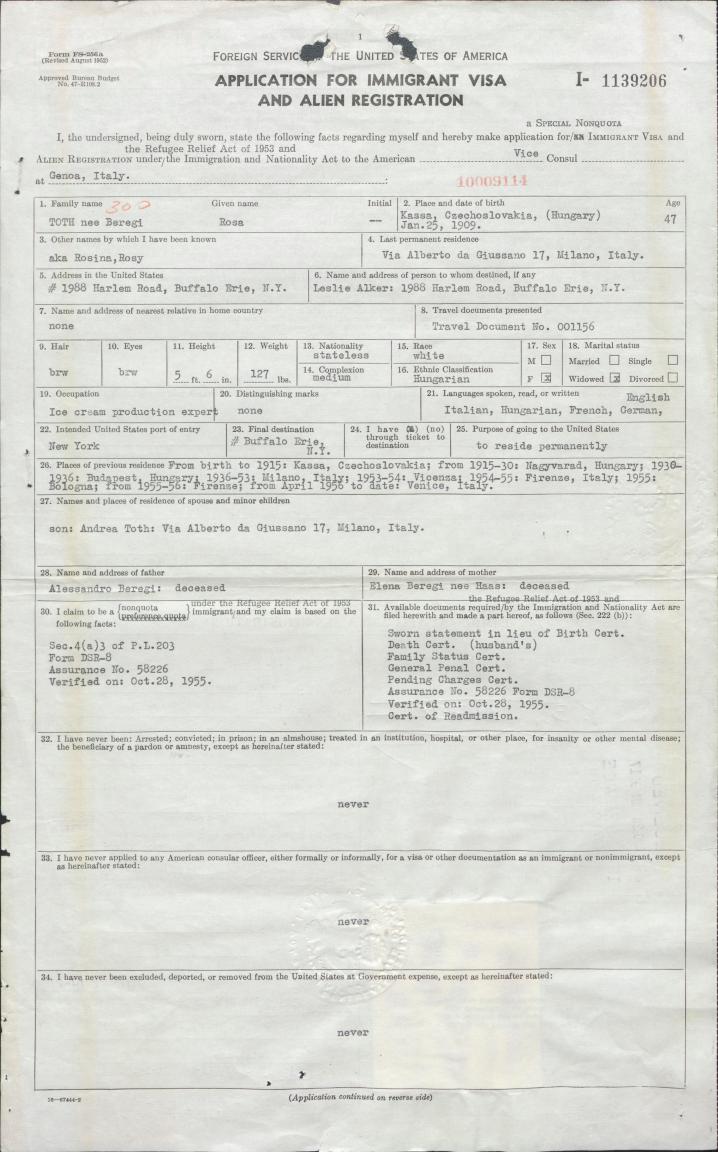 1
Form FS-256a
(Revised August 1952)
Approved Bureau Budget
No. 47-R108.2
FOREIGN SERVIC THE UNITED TES OF AMERICA
APPLICATION FOR IMMIGRANT VISA
AND ALIEN REGISTRATION
I- 1139206
a SPECIAL NONQUOTA
I, the undersigned, being duly sworn, state the following facts regarding myself and hereby make application for/ IMMIGRANT VISA and
the Refugee Relief Act of 1953 and
ALIEN REGISTRATION under/the Immigration and Nationality Act to the American Vice Consul
at Genoa, Italy. :
10009114
1. Family name Given name Initial 2. Place and date of birth Age
300
TOTH nee Beregi Rosa -- Kassa, Czechoslovakia, (Hungary) 47
Jan.25, 1909.
3. Other names by which I have been known 4. Last permanent residence
aka Rosina,Rosy Via Alberto da Giussano 17, Milano, Italy.
5. Address in the United States 6. Name and address of person to whom destined, if any
# 1988 Harlem Road, Buffalo Erie, N.Y. Leslie Alker: 1988 Harlem Road, Buffalo Erie, N.Y.
7. Name and address of nearest relative in home country 8. Travel documents presented
none Travel Document No. 001156
9. Hair 10. Eyes 11. Height 12. Weight 13. Nationality 15. Race 17. Sex 18. Marital status
stateless white
M Married Single
brw brw 5 ft. 6 in. 127 lbs. 14. Complexion 16. Ethnic Classification
medium Hungarian F X Widowed X Divorced
19. Occupation 20. Distinguishing marks 21. Languages spoken, read, or written English
Ice cream production expert none Italian, Hungarian, French, German,
22. Intended United States port of entry 23. Final destination 24. I have (a) (no) through ticket to destination 25. Purpose of going to the United States
New York # Buffalo Erie, N.Y. to reside permanently
26. Places of previous residence From birth to 1915: Kassa, Czechoslovakia; from 1915-30: Nagyvarad, Hungary; 1930-
1936: Budapest, Hungary; 1936-53; Milano, Italy; 1953-54: Vicenza; 1954-55: Firenze, Italy; 1955:
Bologna; from 1955-56: Firenze; from April 1956 to date: Venice, Italy.
27. Names and places of residence of spouse and minor children
son: Andrea Toth: Via Alberto da Giussano 17, Milano, Italy.
28. Name and address of father 29. Name and address of mother
Alessandro Beregi: deceased Elena Beregi nee Haas: deceased
30. I claim to be a {nonquota preference quota} immigrant/ under the Refugee Relief Act of 1953 and my claim is based on the
following facts:
Sec.4(a)3 of P.L.203
Form DSR-8
Assurance No. 58226
Verified on: Oct.28, 1955.
the Refugee Relief Act of 1953 and
31. Available documents required/by the Immigration and Nationality Act are
filed herewith and made a part hereof, as follows (Sec. 222 (b)):
Sworn statement in lieu of Birth Cert.
Death Cert. (husband's)
Family Status Cert.
General Penal Cert.
Pending Charges Cert.
Assurance No. 58226 Form DSR-8
Verified on: Oct.28, 1955.
Cert. of Readmission.
32. I have never been: Arrested; convicted; in prison; in an almshouse; treated in an institution, hospital, or other place, for insanity or other mental disease;
the beneficiary of a pardon or amnesty, except as hereinafter stated:
never
33. I have never applied to any American consular officer, either formally or informally, for a visa or other documentation as an immigrant or nonimmigrant, except
as hereinafter stated:
never
34. I have never been excluded, deported, or removed from the United States at Government expense, except as hereinafter stated:
never
16—67444-2
(Application continued on reverse side)